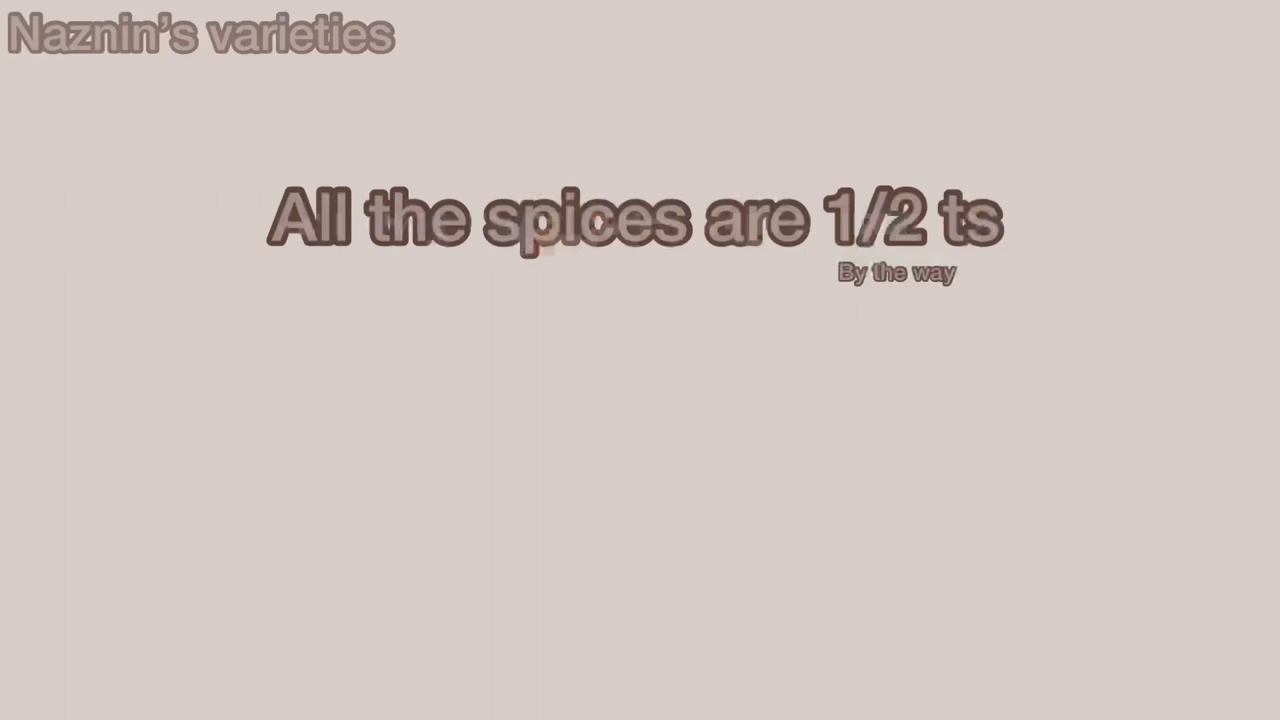 Naznin’s varieties
All the spices are 1/2 ts
By the way